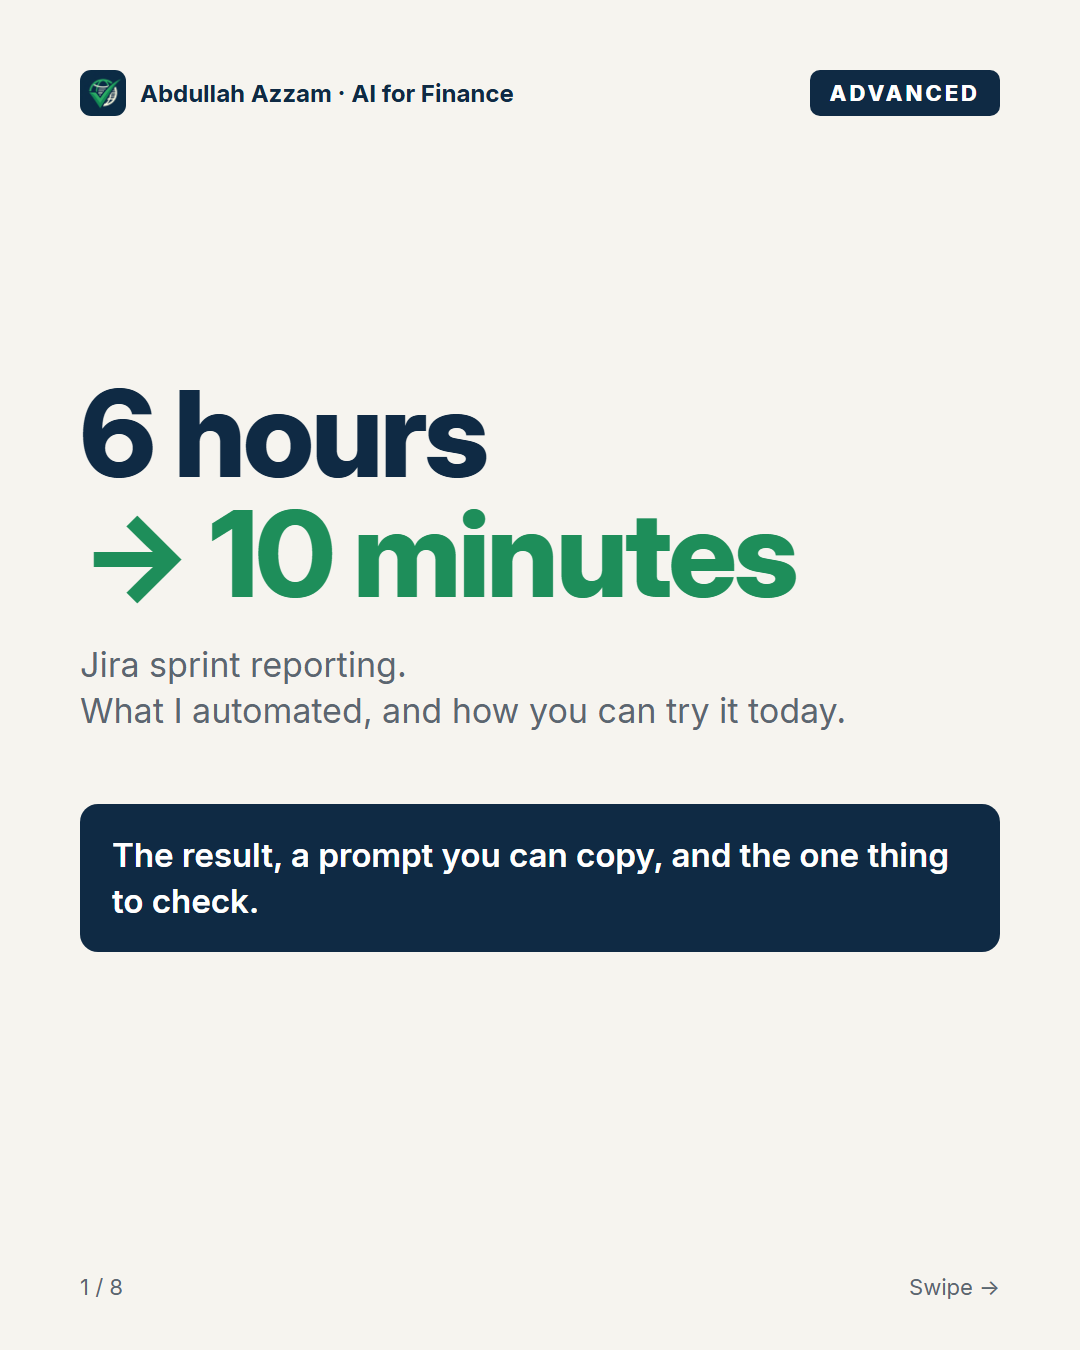 Abdullah Azzam · AI for Finance
ADVANCED
6 hours
→ 10 minutes
Jira sprint reporting.
What I automated, and how you can try it today.
The result, a prompt you can copy, and the one thing
to check.
1 / 8
Swipe →